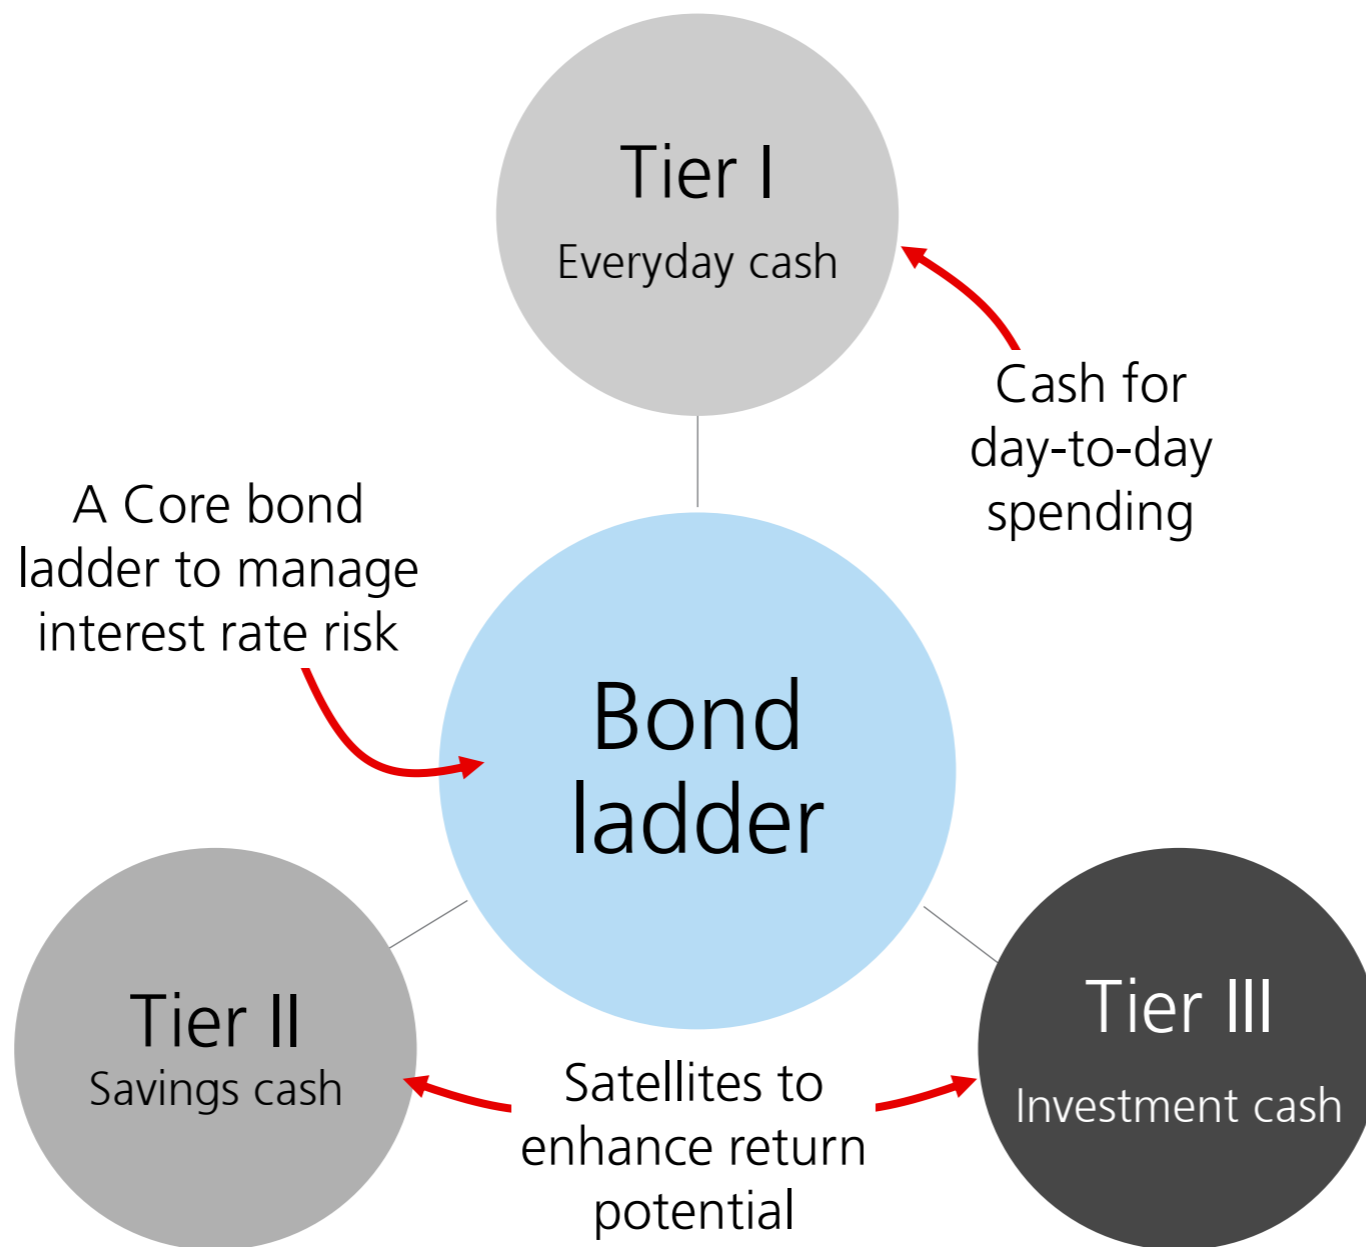 Tier I
Everyday cash
Cash for
day-to-day
spending
A Core bond
ladder to manage
interest rate risk
Bond
ladder
Tier II
Savings cash
Satellites to
enhance return
potential
Tier III
Investment cash